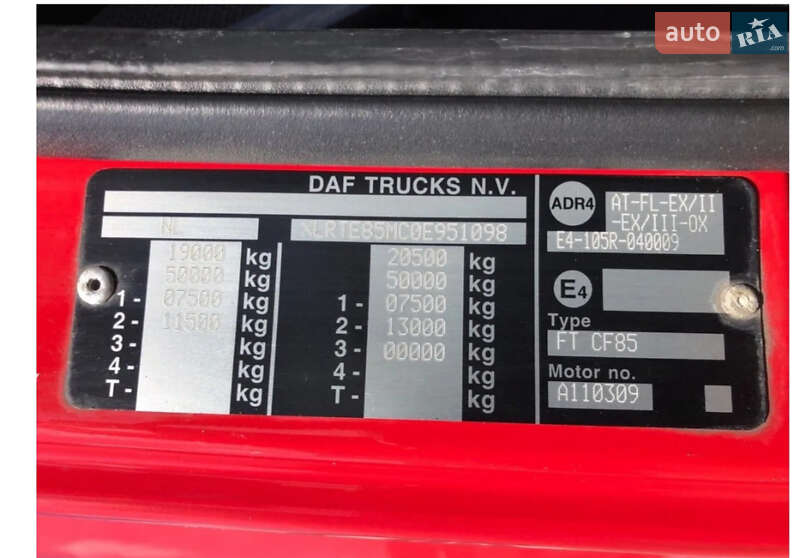 auto RIA .com
DAF TRUCKS N.V.
NL XLRTE85MC0E951098
19000 kg
50000 kg
1- 07500 kg
2- 11500 kg
3- kg
4- kg
T- kg
20500 kg
50000 kg
1- 07500 kg
2- 13000 kg
3- 00000 kg
4- kg
T- kg
ADR4
AT-FL-EX/II
-EX/III-OX
E4-105R-040009
E4
Type
FT CF85
Motor no.
A110309